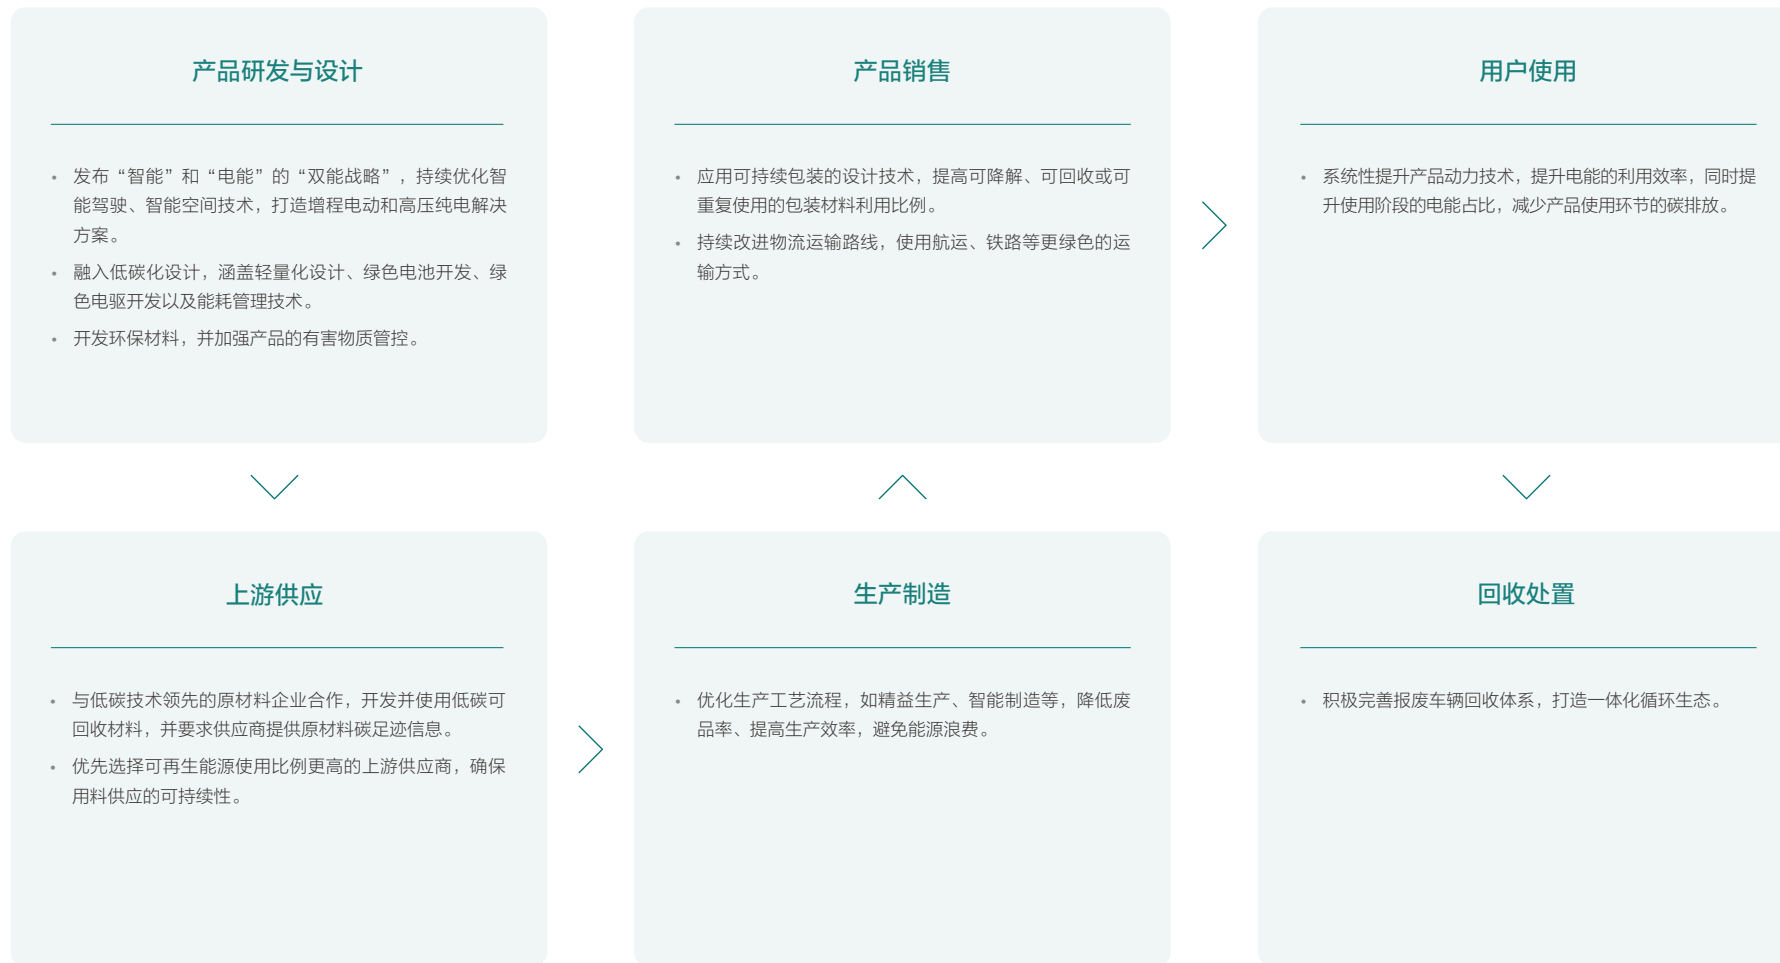 产品研发与设计
发布“智能”和“电能”的“双能战略”，持续优化智
能驾驶、智能空间技术，打造增程电动和高压纯电解决
方案。
融入低碳化设计，涵盖轻量化设计、绿色电池开发、绿
色电驱开发以及能耗管理技术。
开发环保材料，并加强产品的有害物质管控。
上游供应
与低碳技术领先的原材料企业合作，开发并使用低碳可
回收材料，并要求供应商提供原材料碳足迹信息。
优先选择可再生能源使用比例更高的上游供应商，确保
用料供应的可持续性。
生产制造
优化生产工艺流程，如精益生产、智能制造等，降低废
品率、提高生产效率，避免能源浪费。
产品销售
应用可持续包装的设计技术，提高可降解、可回收或可
重复使用的包装材料利用比例。
持续改进物流运输路线，使用航运、铁路等更绿色的运
输方式。
用户使用
系统性提升产品动力技术，提升电能的利用效率，同时提
升使用阶段的电能占比，减少产品使用环节的碳排放。
回收处置
积极完善报废车辆回收体系，打造一体化循环生态。